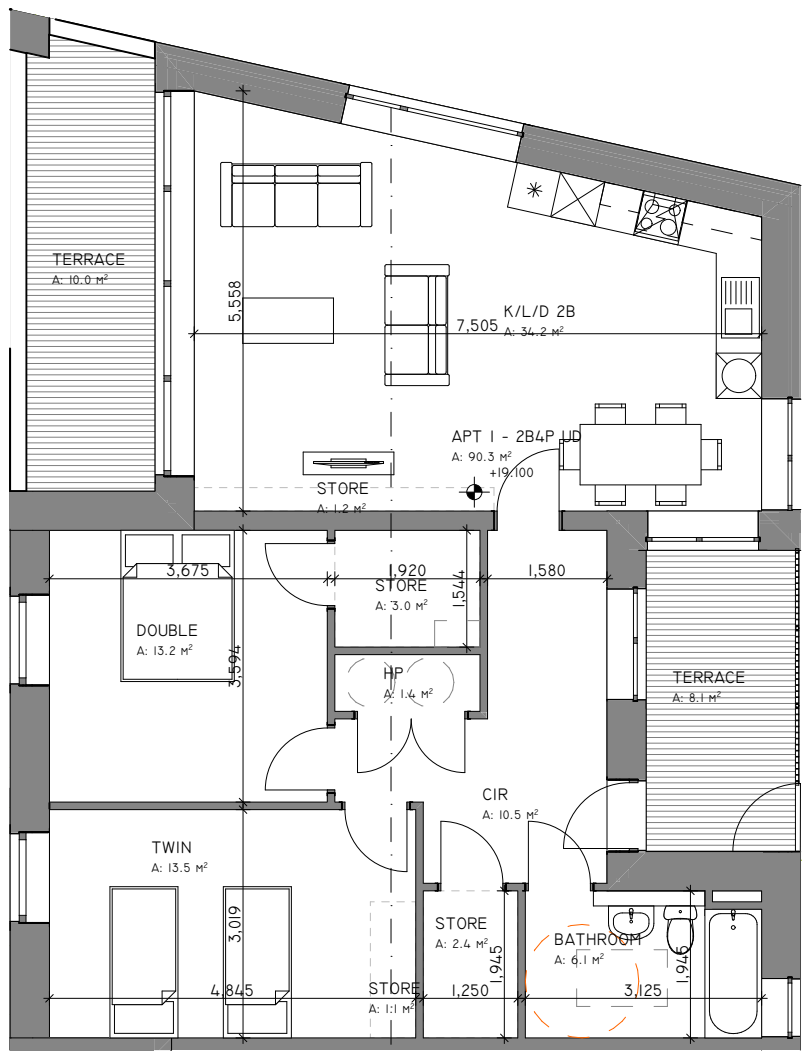 TERRACE
A: 10.0 M²
5,558
K/L/D 2B
7,505
A: 34.2 M²
APT 1 - 2B4P UD
A: 90.3 M²
+19.100
STORE
A: 1.2 M²
3,675
1,920
1,580
STORE
1,544
A: 3.0 M²
DOUBLE
A: 13.2 M²
3,594
HP
A: 1.4 M²
TERRACE
A: 8.1 M²
CIR
A: 10.5 M²
TWIN
A: 13.5 M²
3,019
STORE
A: 2.4 M²
1,945
BATHROOM
A: 6.1 M²
1,945
4,845
STORE
A: 1.1 M²
1,250
3,125